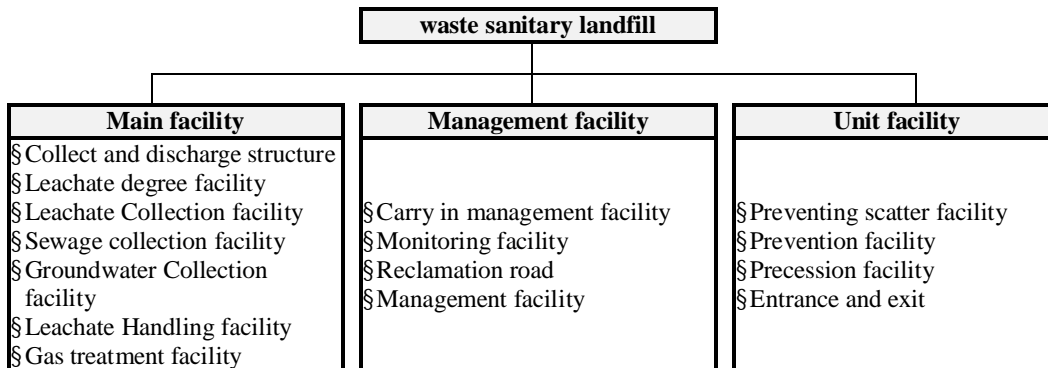 waste sanitary landfill
Main facility
§Collect and discharge structure
§Leachate degree facility
§Leachate Collection facility
§Sewage collection facility
§Groundwater Collection
facility
§Leachate Handling facility
§Gas treatment facility
Management facility
§Carry in management facility
§Monitoring facility
§Reclamation road
§Management facility
Unit facility
§Preventing scatter facility
§Prevention facility
§Precession facility
§Entrance and exit